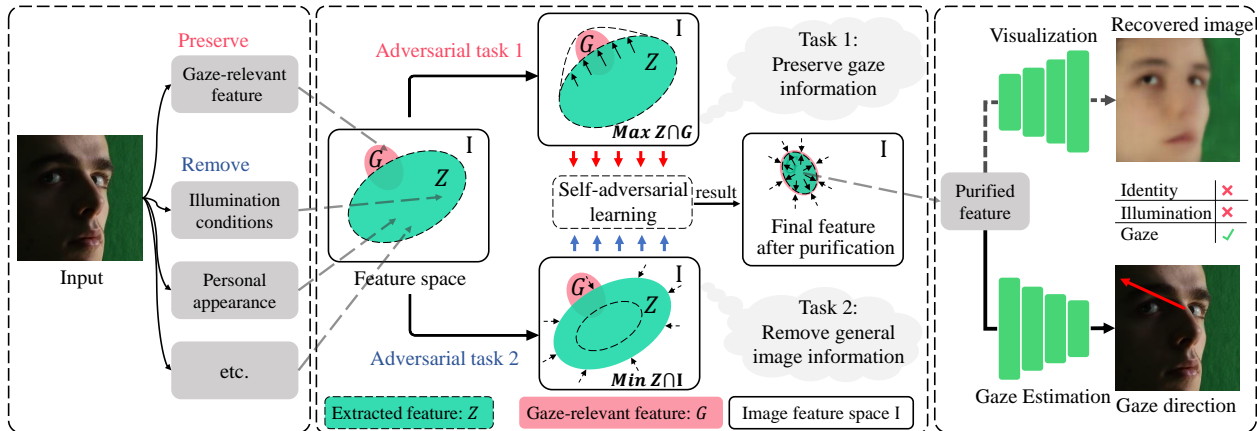 Preserve
Gaze-relevant
feature
Remove
Illumination
conditions
Personal
appearance
etc.
Input
Adversarial task 1
G
Z
I
Feature space
Adversarial task 2
I
G
Z
Max Z∩G
Task 1:
Preserve gaze
information
Self-adversarial
learning
result
I
Final feature
after purification
I
G
Z
Min Z∩I
Task 2:
Remove general
image information
Extracted feature: Z
Gaze-relevant feature: G
Image feature space I
Visualization
Recovered image
Purified
feature
Identity
Illumination
Gaze
Gaze Estimation
Gaze direction